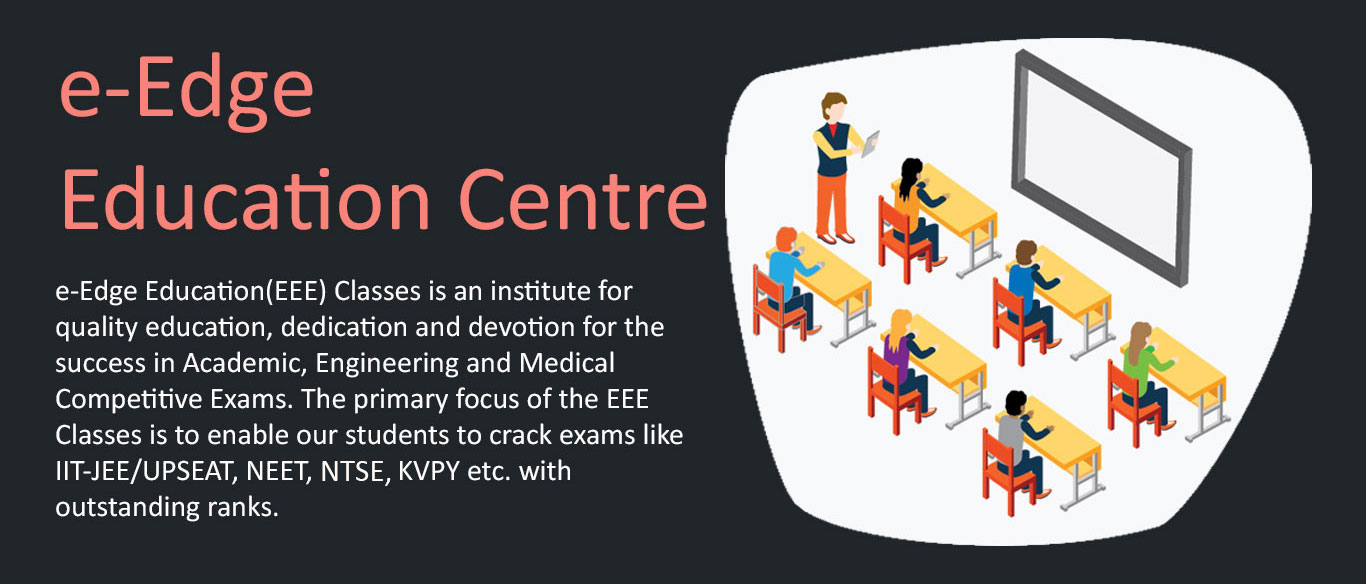 e-Edge
Education Centre
e-Edge Education(EEE) Classes is an institute for
quality education, dedication and devotion for the
success in Academic, Engineering and Medical
Competitive Exams. The primary focus of the EEE
Classes is to enable our students to crack exams like
IIT-JEE/UPSEAT, NEET, NTSE, KVPY etc. with
outstanding ranks.